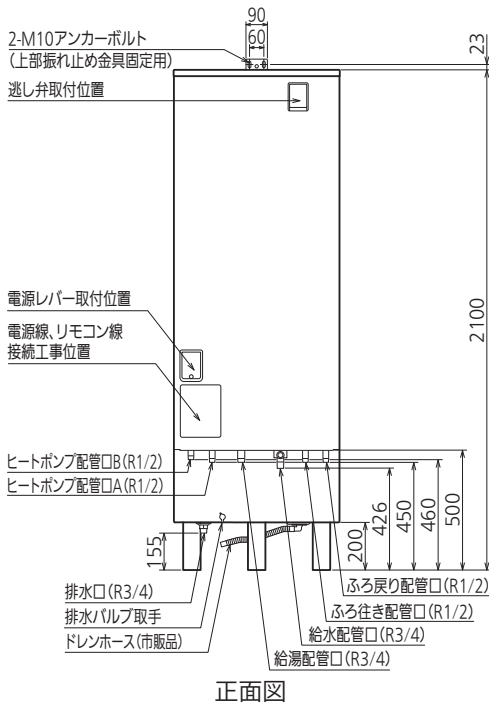 90
60
23
2-M10アンカーボルト
（上部振れ止め金具固定用）
逃し弁取付位置
2100
電源レバー取付位置
電源線、リモコン線
接続工事位置
ヒートポンプ配管口B（R1/2）
ヒートポンプ配管口A（R1/2）
155
200
426
450
460
500
排水口（R3/4）
排水バルブ取手
ドレンホース（市販品）
ふろ戻り配管口（R1/2）
ふろ往き配管口（R1/2）
給水配管口（R3/4）
給湯配管口（R3/4）
正面図